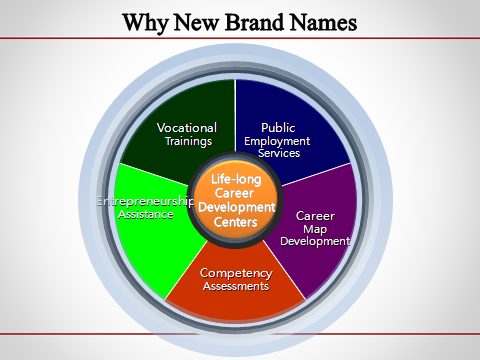 Why New Brand Names
Vocational
Trainings
Public
Employment
Services
Entrepreneurship
Assistance
Life-long
Career
Development
Centers
Career
Map
Development
Competency
Assessments